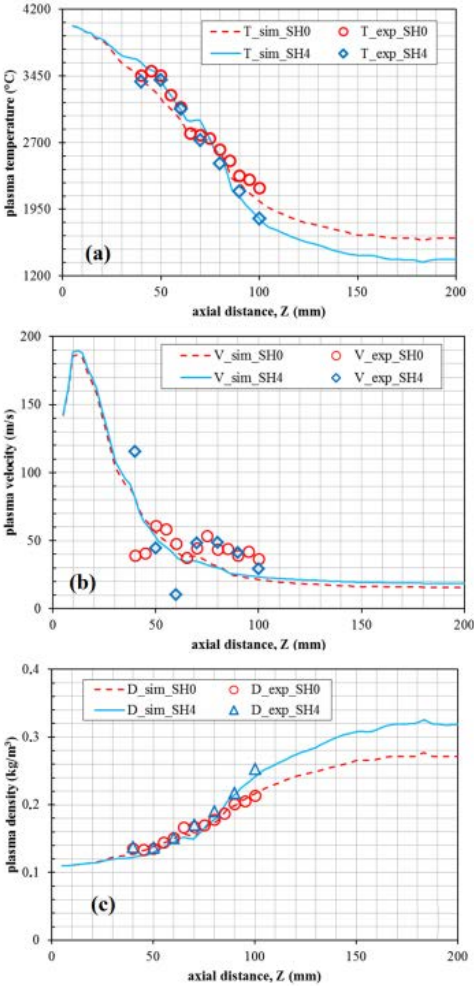 4200
3450
2700
1950
1200
plasma temperature (°C)
T_sim_SH0
T_exp_SH0
T_sim_SH4
T_exp_SH4
(a)
0 50 100 150 200
axial distance, Z (mm)
200
150
100
50
0
plasma velocity (m/s)
V_sim_SH0
V_exp_SH0
V_sim_SH4
V_exp_SH4
(b)
0 50 100 150 200
axial distance, Z (mm)
0,4
0,3
0,2
0,1
0
plasma density (kg/m³)
D_sim_SH0
D_exp_SH0
D_sim_SH4
D_exp_SH4
(c)
0 50 100 150 200
axial distance, Z (mm)